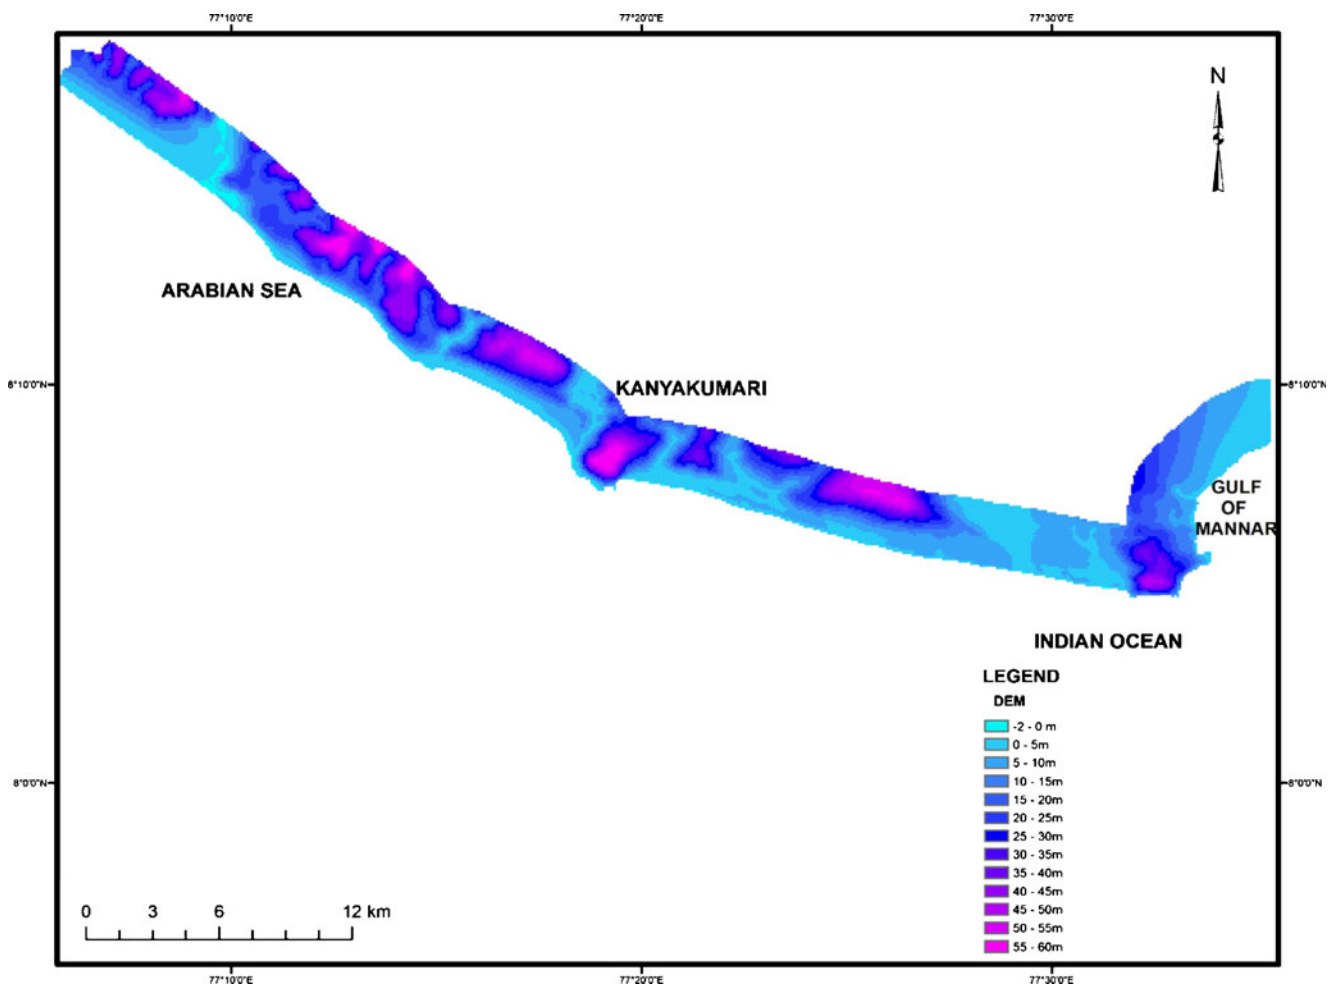 77°10'0"E
77°20'0"E
77°30'0"E
N
ARABIAN SEA
8°10'0"N
KANYAKUMARI
8°10'0"N
GULF
OF
MANNAR
INDIAN OCEAN
LEGEND
DEM
-2 - 0 m
0 - 5m
5 - 10m
10 - 15m
15 - 20m
20 - 25m
25 - 30m
30 - 35m
35 - 40m
40 - 45m
45 - 50m
50 - 55m
55 - 60m
8°0'0"N
8°0'0"N
0 3 6 12 km
77°10'0"E
77°20'0"E
77°30'0"E